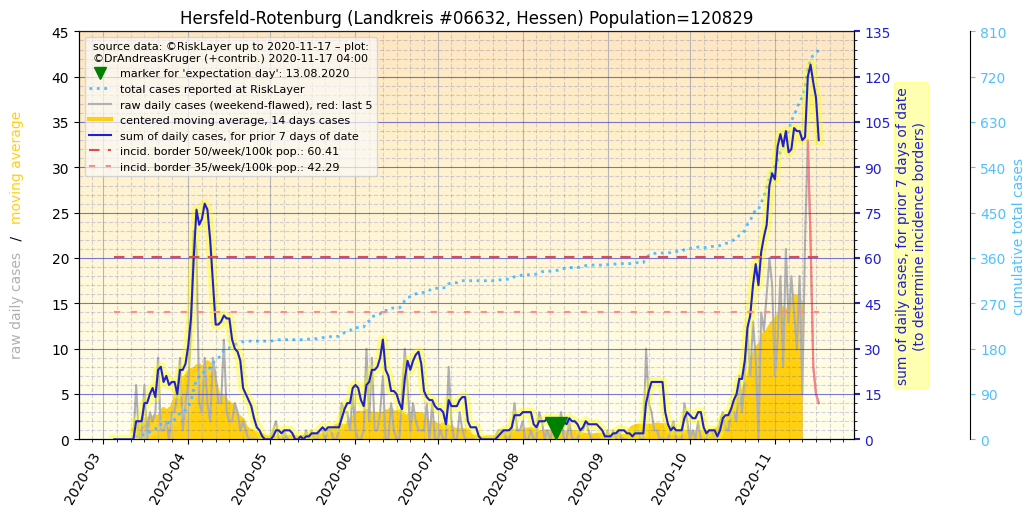 Hersfeld-Rotenburg (Landkreis #06632, Hessen) Population=120829
source data: ©RiskLayer up to 2020-11-17 – plot:
©DrAndreasKruger (+contrib.) 2020-11-17 04:00
marker for 'expectation day': 13.08.2020
total cases reported at RiskLayer
raw daily cases (weekend-flawed), red: last 5
centered moving average, 14 days cases
sum of daily cases, for prior 7 days of date
incid. border 50/week/100k pop.: 60.41
incid. border 35/week/100k pop.: 42.29
raw daily cases / moving average
45
40
35
30
25
20
15
10
5
0
135
120
105
90
75
60
45
30
15
0
sum of daily cases, for prior 7 days of date
(to determine incidence borders)
810
720
630
540
450
360
270
180
90
0
cumulative total cases
2020-03
2020-04
2020-05
2020-06
2020-07
2020-08
2020-09
2020-10
2020-11